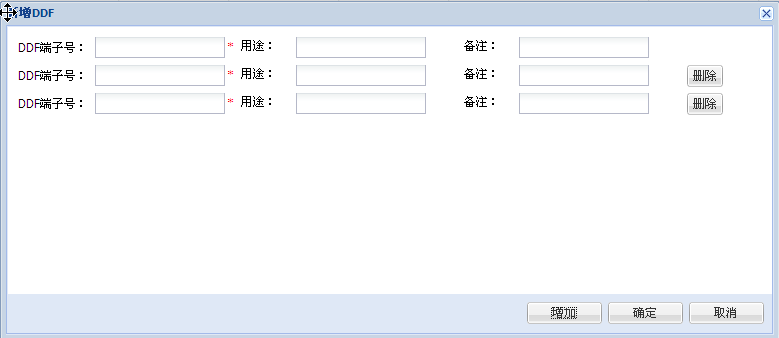 新增DDF
DDF端子号： * 用途： 备注：
DDF端子号： * 用途： 备注： 删除
DDF端子号： * 用途： 备注： 删除
增加 确定 取消